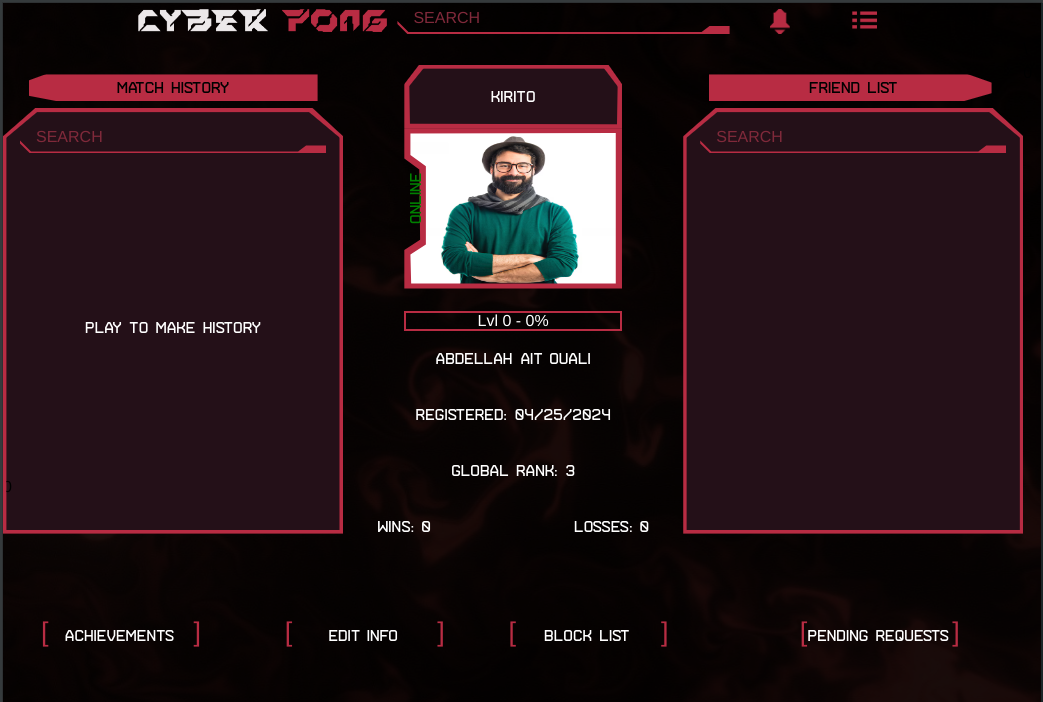 CYBER PONG
SEARCH
MATCH HISTORY
SEARCH
PLAY TO MAKE HISTORY
0
KIRITO
ONLINE
Lvl 0 - 0%
ABDELLAH AIT OUALI
REGISTERED: 04/25/2024
GLOBAL RANK: 3
WINS: 0
LOSSES: 0
FRIEND LIST
SEARCH
[ ACHIEVEMENTS ]
[ EDIT INFO ]
[ BLOCK LIST ]
[PENDING REQUESTS]